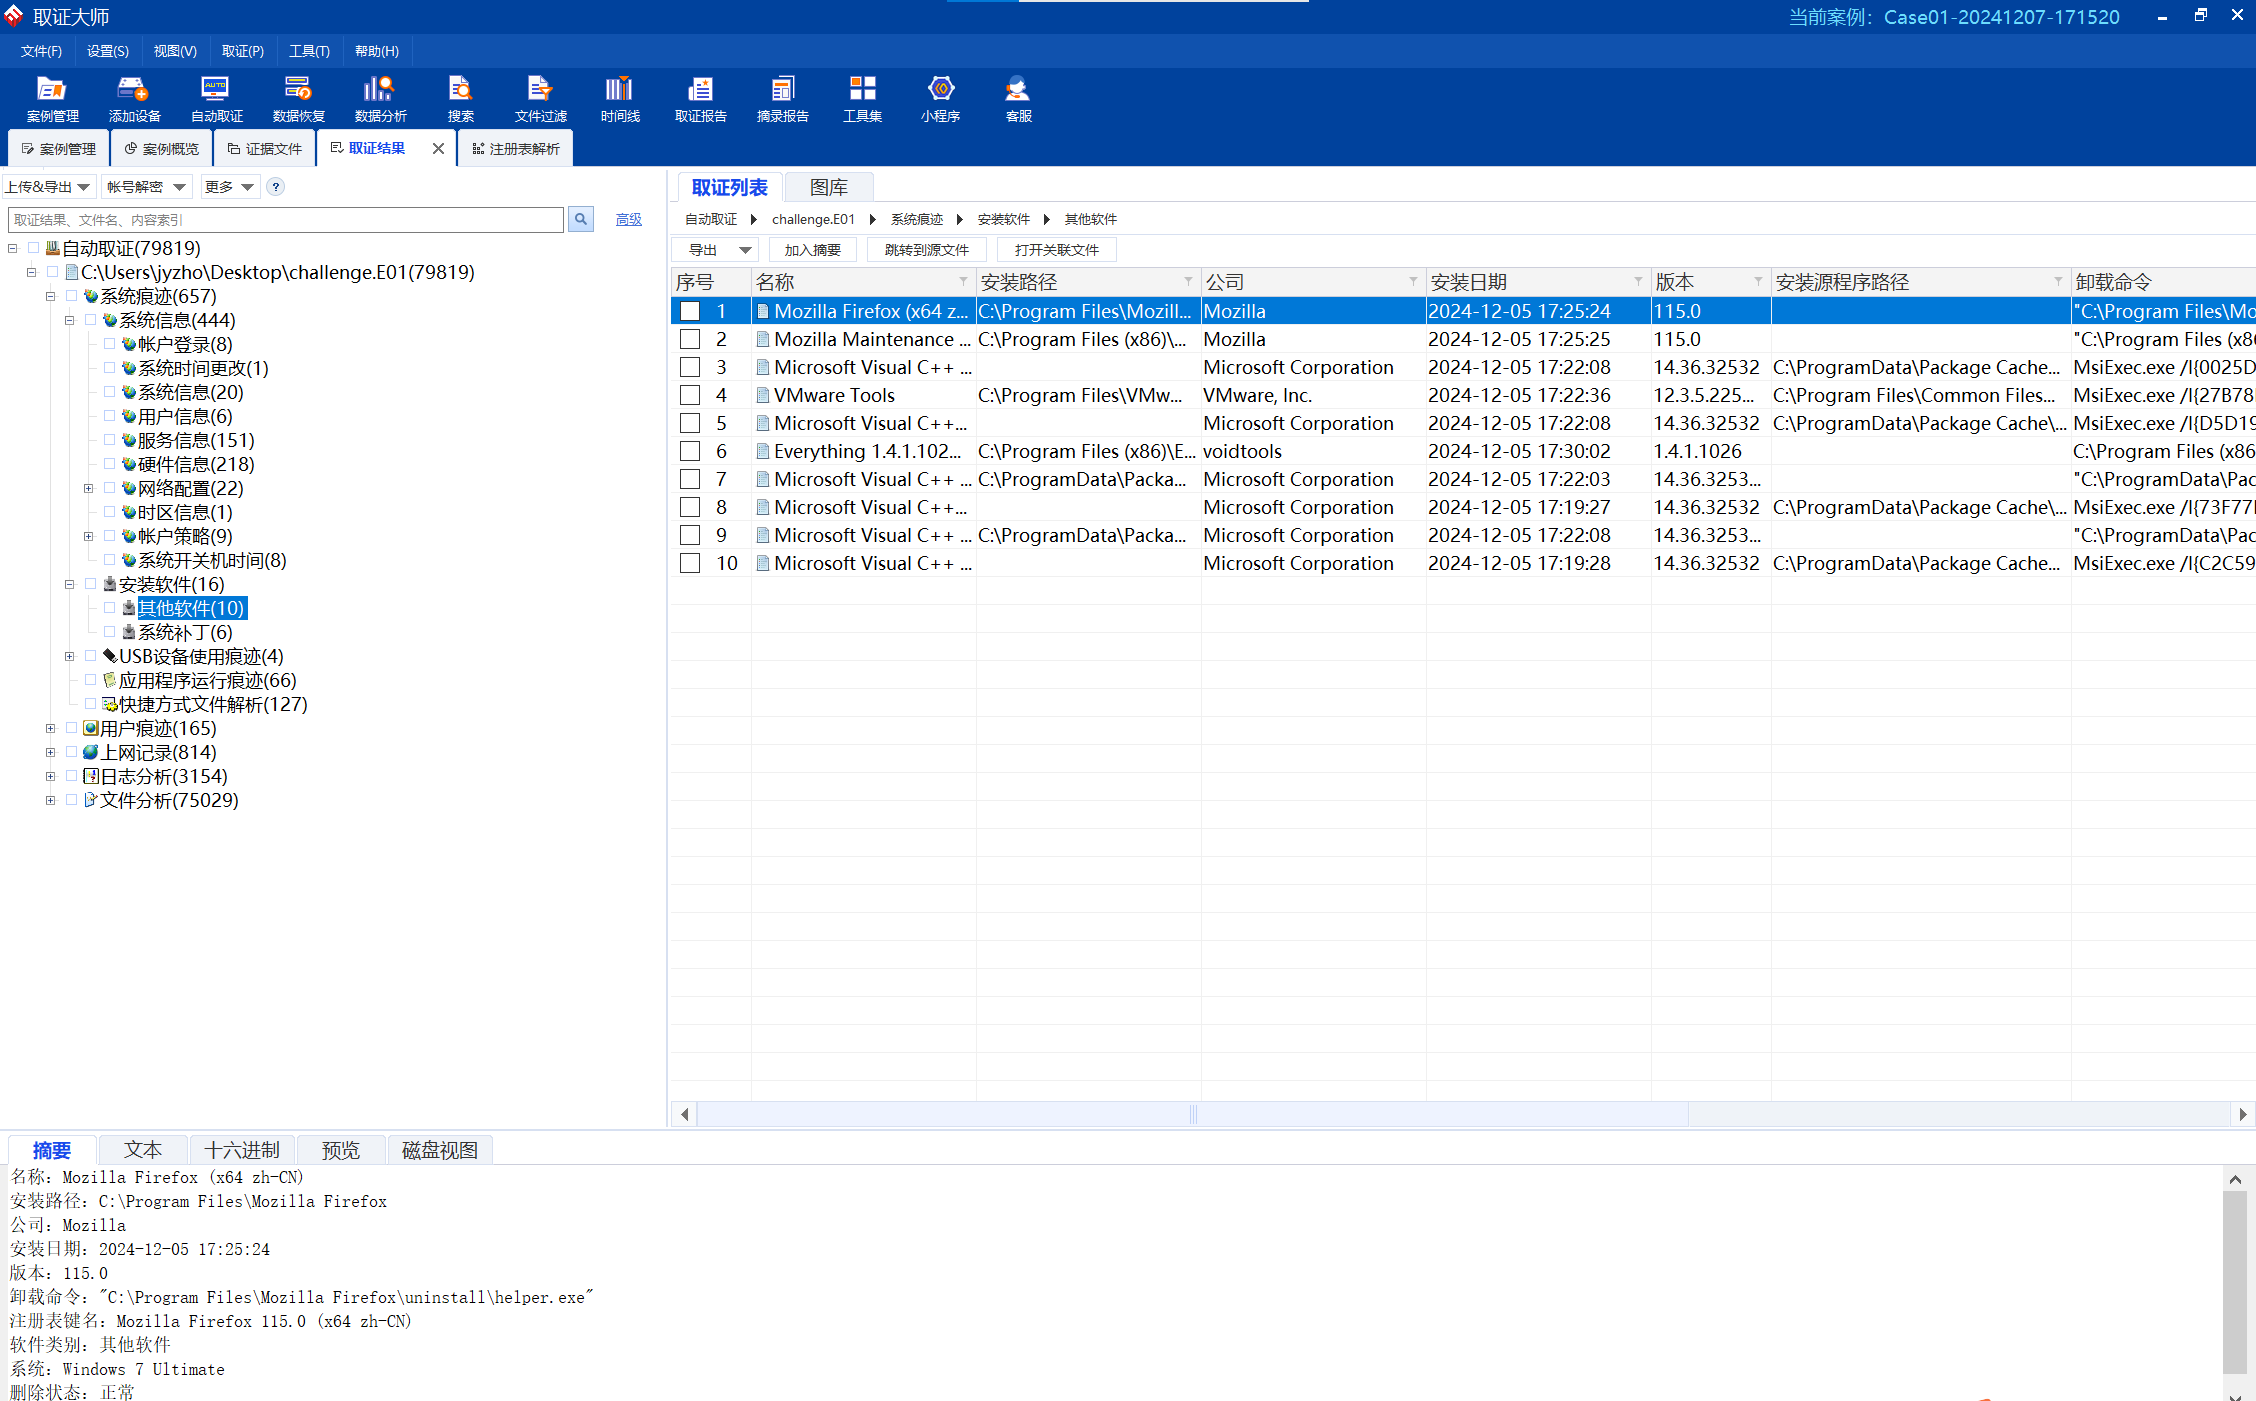 取证大师
当前案例：Case01-20241207-171520
文件(F) 设置(S) 视图(V) 取证(P) 工具(T) 帮助(H)
AUTO
案例管理 添加设备 自动取证 数据恢复 数据分析 搜索 文件过滤 时间线 取证报告 摘录报告 工具集 小程序 客服
案例管理 案例概览 证据文件 取证结果 注册表解析
上传&导出 帐号解密 更多 ?
取证结果、文件名、内容索引
高级
自动取证(79819)
C:\Users\jyzho\Desktop\challenge.E01(79819)
系统痕迹(657)
系统信息(444)
帐户登录(8)
系统时间更改(1)
系统信息(20)
用户信息(6)
服务信息(151)
硬件信息(218)
网络配置(22)
时区信息(1)
帐户策略(9)
系统开关机时间(8)
安装软件(16)
其他软件(10)
系统补丁(6)
USB设备使用痕迹(4)
应用程序运行痕迹(66)
快捷方式文件解析(127)
用户痕迹(165)
上网记录(814)
日志分析(3154)
文件分析(75029)
取证列表 图库
自动取证 challenge.E01 系统痕迹 安装软件 其他软件
导出 加入摘要 跳转到源文件 打开关联文件
序号 名称 安装路径 公司 安装日期 版本 安装源程序路径 卸载命令
1 Mozilla Firefox (x64 z... C:\Program Files\Mozill... Mozilla 2024-12-05 17:25:24 115.0 "C:\Program Files\Mo
2 Mozilla Maintenance ... C:\Program Files (x86)\... Mozilla 2024-12-05 17:25:25 115.0 "C:\Program Files (x86
3 Microsoft Visual C++ ... Microsoft Corporation 2024-12-05 17:22:08 14.36.32532 C:\ProgramData\Package Cache... MsiExec.exe /I{0025D
4 VMware Tools C:\Program Files\VMw... VMware, Inc. 2024-12-05 17:22:36 12.3.5.225... C:\Program Files\Common Files... MsiExec.exe /I{27B78
5 Microsoft Visual C++... Microsoft Corporation 2024-12-05 17:22:08 14.36.32532 C:\ProgramData\Package Cache\... MsiExec.exe /I{D5D19
6 Everything 1.4.1.102... C:\Program Files (x86)\E... voidtools 2024-12-05 17:30:02 1.4.1.1026 C:\Program Files (x86
7 Microsoft Visual C++ ... C:\ProgramData\Packa... Microsoft Corporation 2024-12-05 17:22:03 14.36.3253... "C:\ProgramData\Pac
8 Microsoft Visual C++... Microsoft Corporation 2024-12-05 17:19:27 14.36.32532 C:\ProgramData\Package Cache\... MsiExec.exe /I{73F77
9 Microsoft Visual C++ ... C:\ProgramData\Packa... Microsoft Corporation 2024-12-05 17:22:08 14.36.3253... "C:\ProgramData\Pac
10 Microsoft Visual C++ ... Microsoft Corporation 2024-12-05 17:19:28 14.36.32532 C:\ProgramData\Package Cache... MsiExec.exe /I{C2C59
摘要 文本 十六进制 预览 磁盘视图
名称：Mozilla Firefox (x64 zh-CN)
安装路径：C:\Program Files\Mozilla Firefox
公司：Mozilla
安装日期：2024-12-05 17:25:24
版本：115.0
卸载命令："C:\Program Files\Mozilla Firefox\uninstall\helper.exe"
注册表键名：Mozilla Firefox 115.0 (x64 zh-CN)
软件类别：其他软件
系统：Windows 7 Ultimate
删除状态：正常